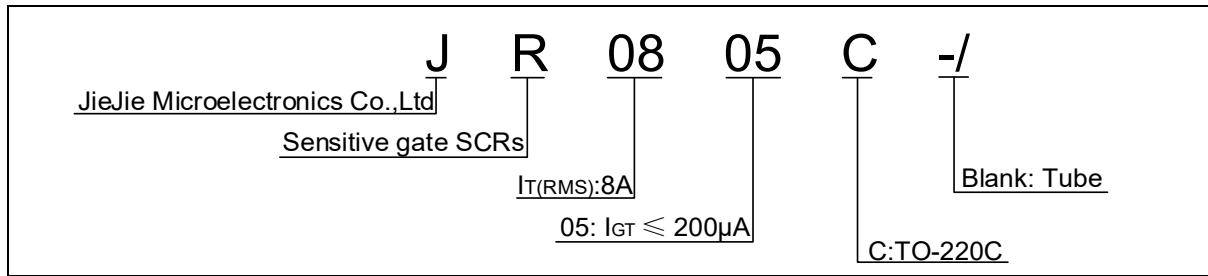 J R 08 05 C -/
JieJie Microelectronics Co.,Ltd
Sensitive gate SCRs
IT(RMS):8A
Blank: Tube
05: IGT ≤ 200μA
C:TO-220C